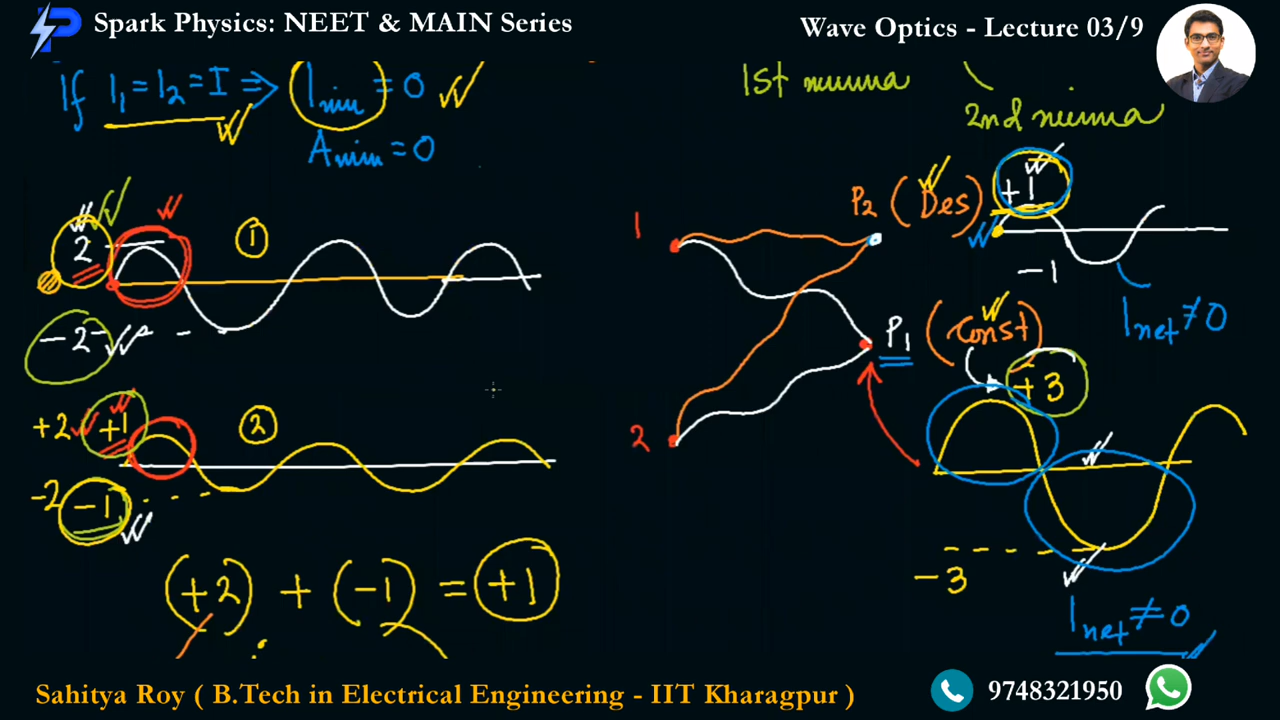 Spark Physics: NEET & MAIN Series
Wave Optics - Lecture 03/9
If I₁ = I₂ = I ⇒ Imin = 0
Amin = 0
1st minima
2nd minima
2
1
-2
+2 +1
2
-2 -1
(+2) + (-1) = +1
1
P2 (Des)
+1
-1
Inet ≠ 0
P1 (Const)
+3
2
-3
Inet ≠ 0
Sahitya Roy ( B.Tech in Electrical Engineering - IIT Kharagpur )
9748321950